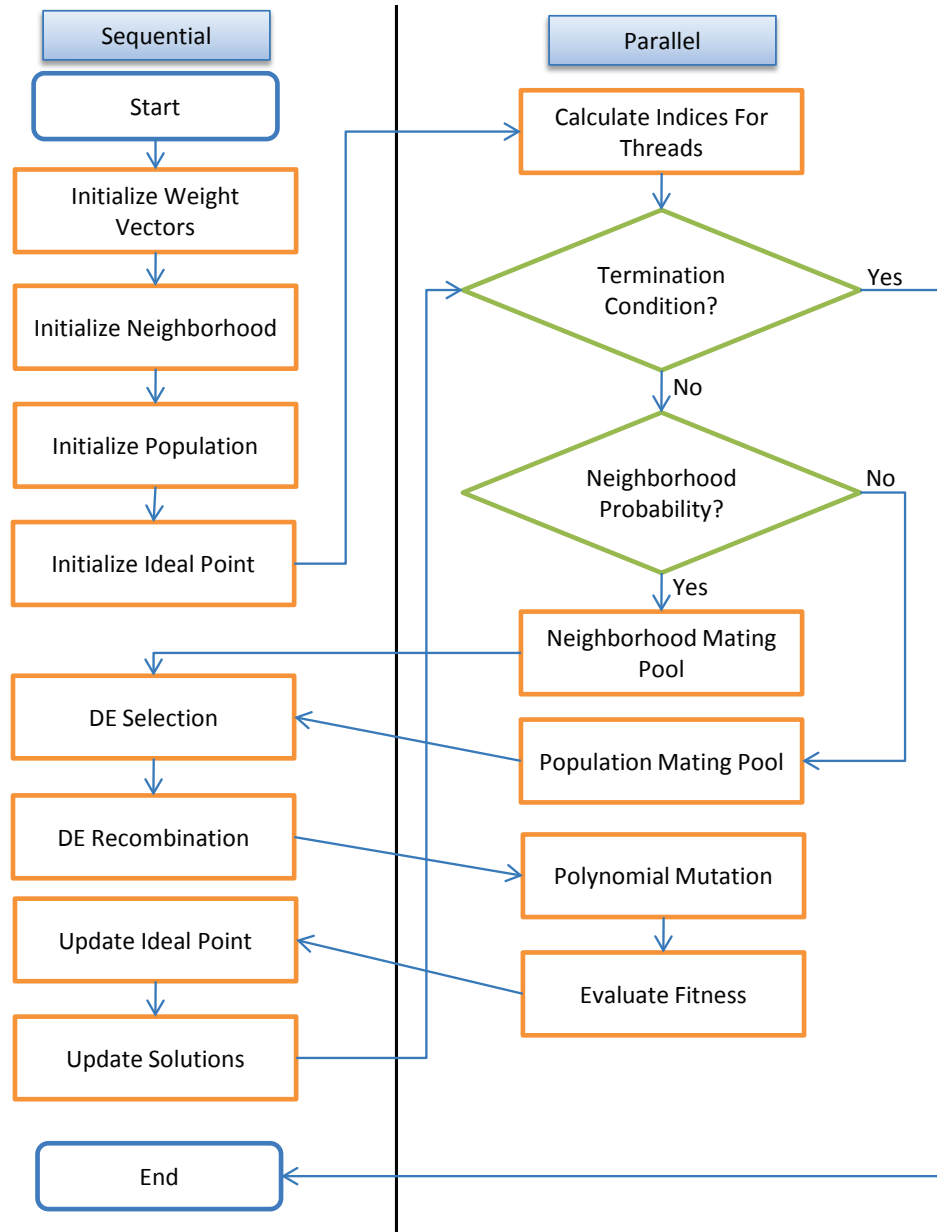 Sequential
Start
Initialize Weight
Vectors
Initialize Neighborhood
Initialize Population
Initialize Ideal Point
DE Selection
DE Recombination
Update Ideal Point
Update Solutions
End
Parallel
Calculate Indices For
Threads
Termination
Condition?
Yes
No
Neighborhood
Probability?
No
Yes
Neighborhood Mating
Pool
Population Mating Pool
Polynomial Mutation
Evaluate Fitness